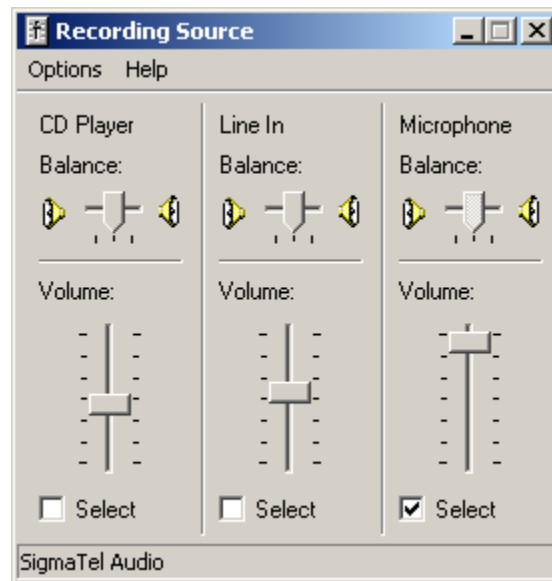 Recording Source
Options Help
CD Player Line In Microphone
Balance: Balance: Balance:
Volume: Volume: Volume:
Select Select Select
SigmaTel Audio